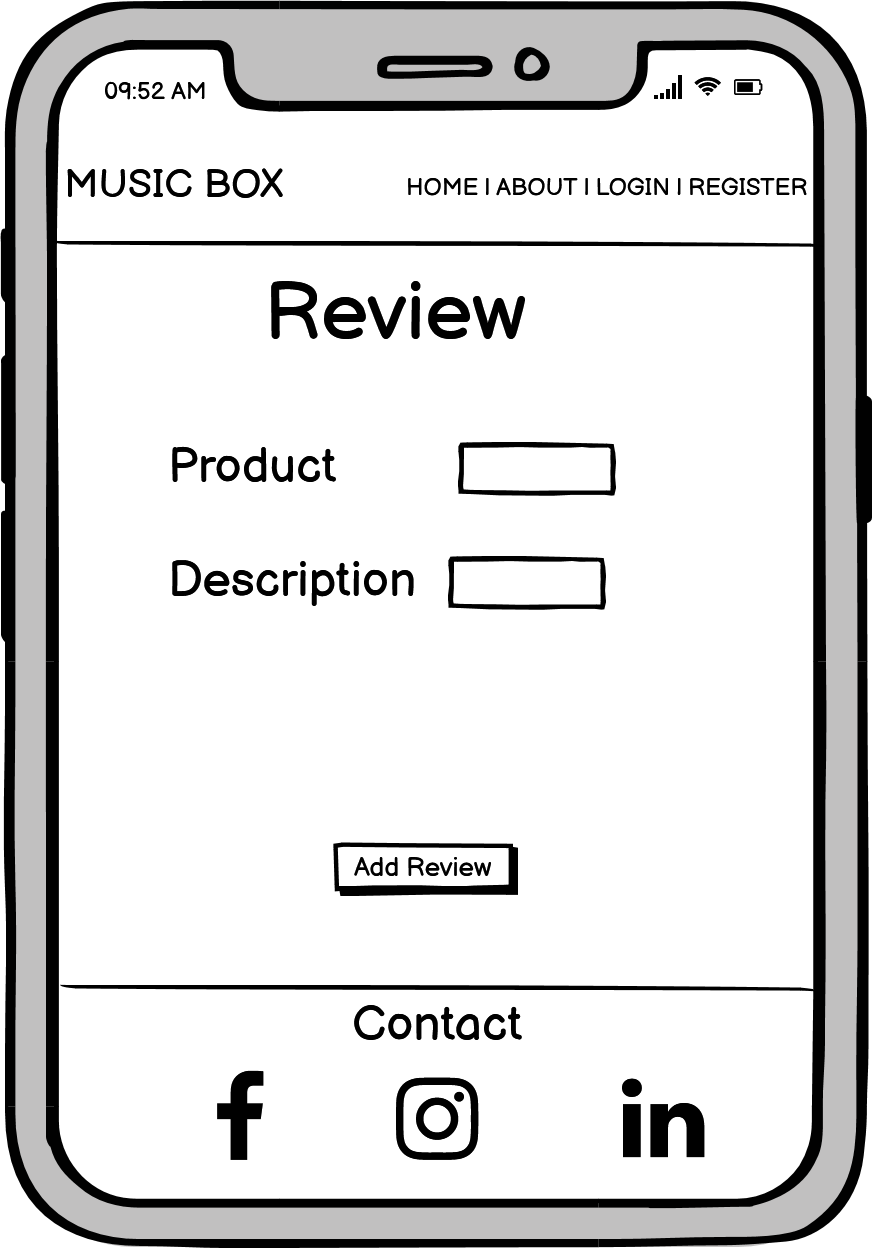 09:52 AM
MUSIC BOX
HOME | ABOUT | LOGIN | REGISTER
Review
Product
Description
Add Review
Contact
f
in